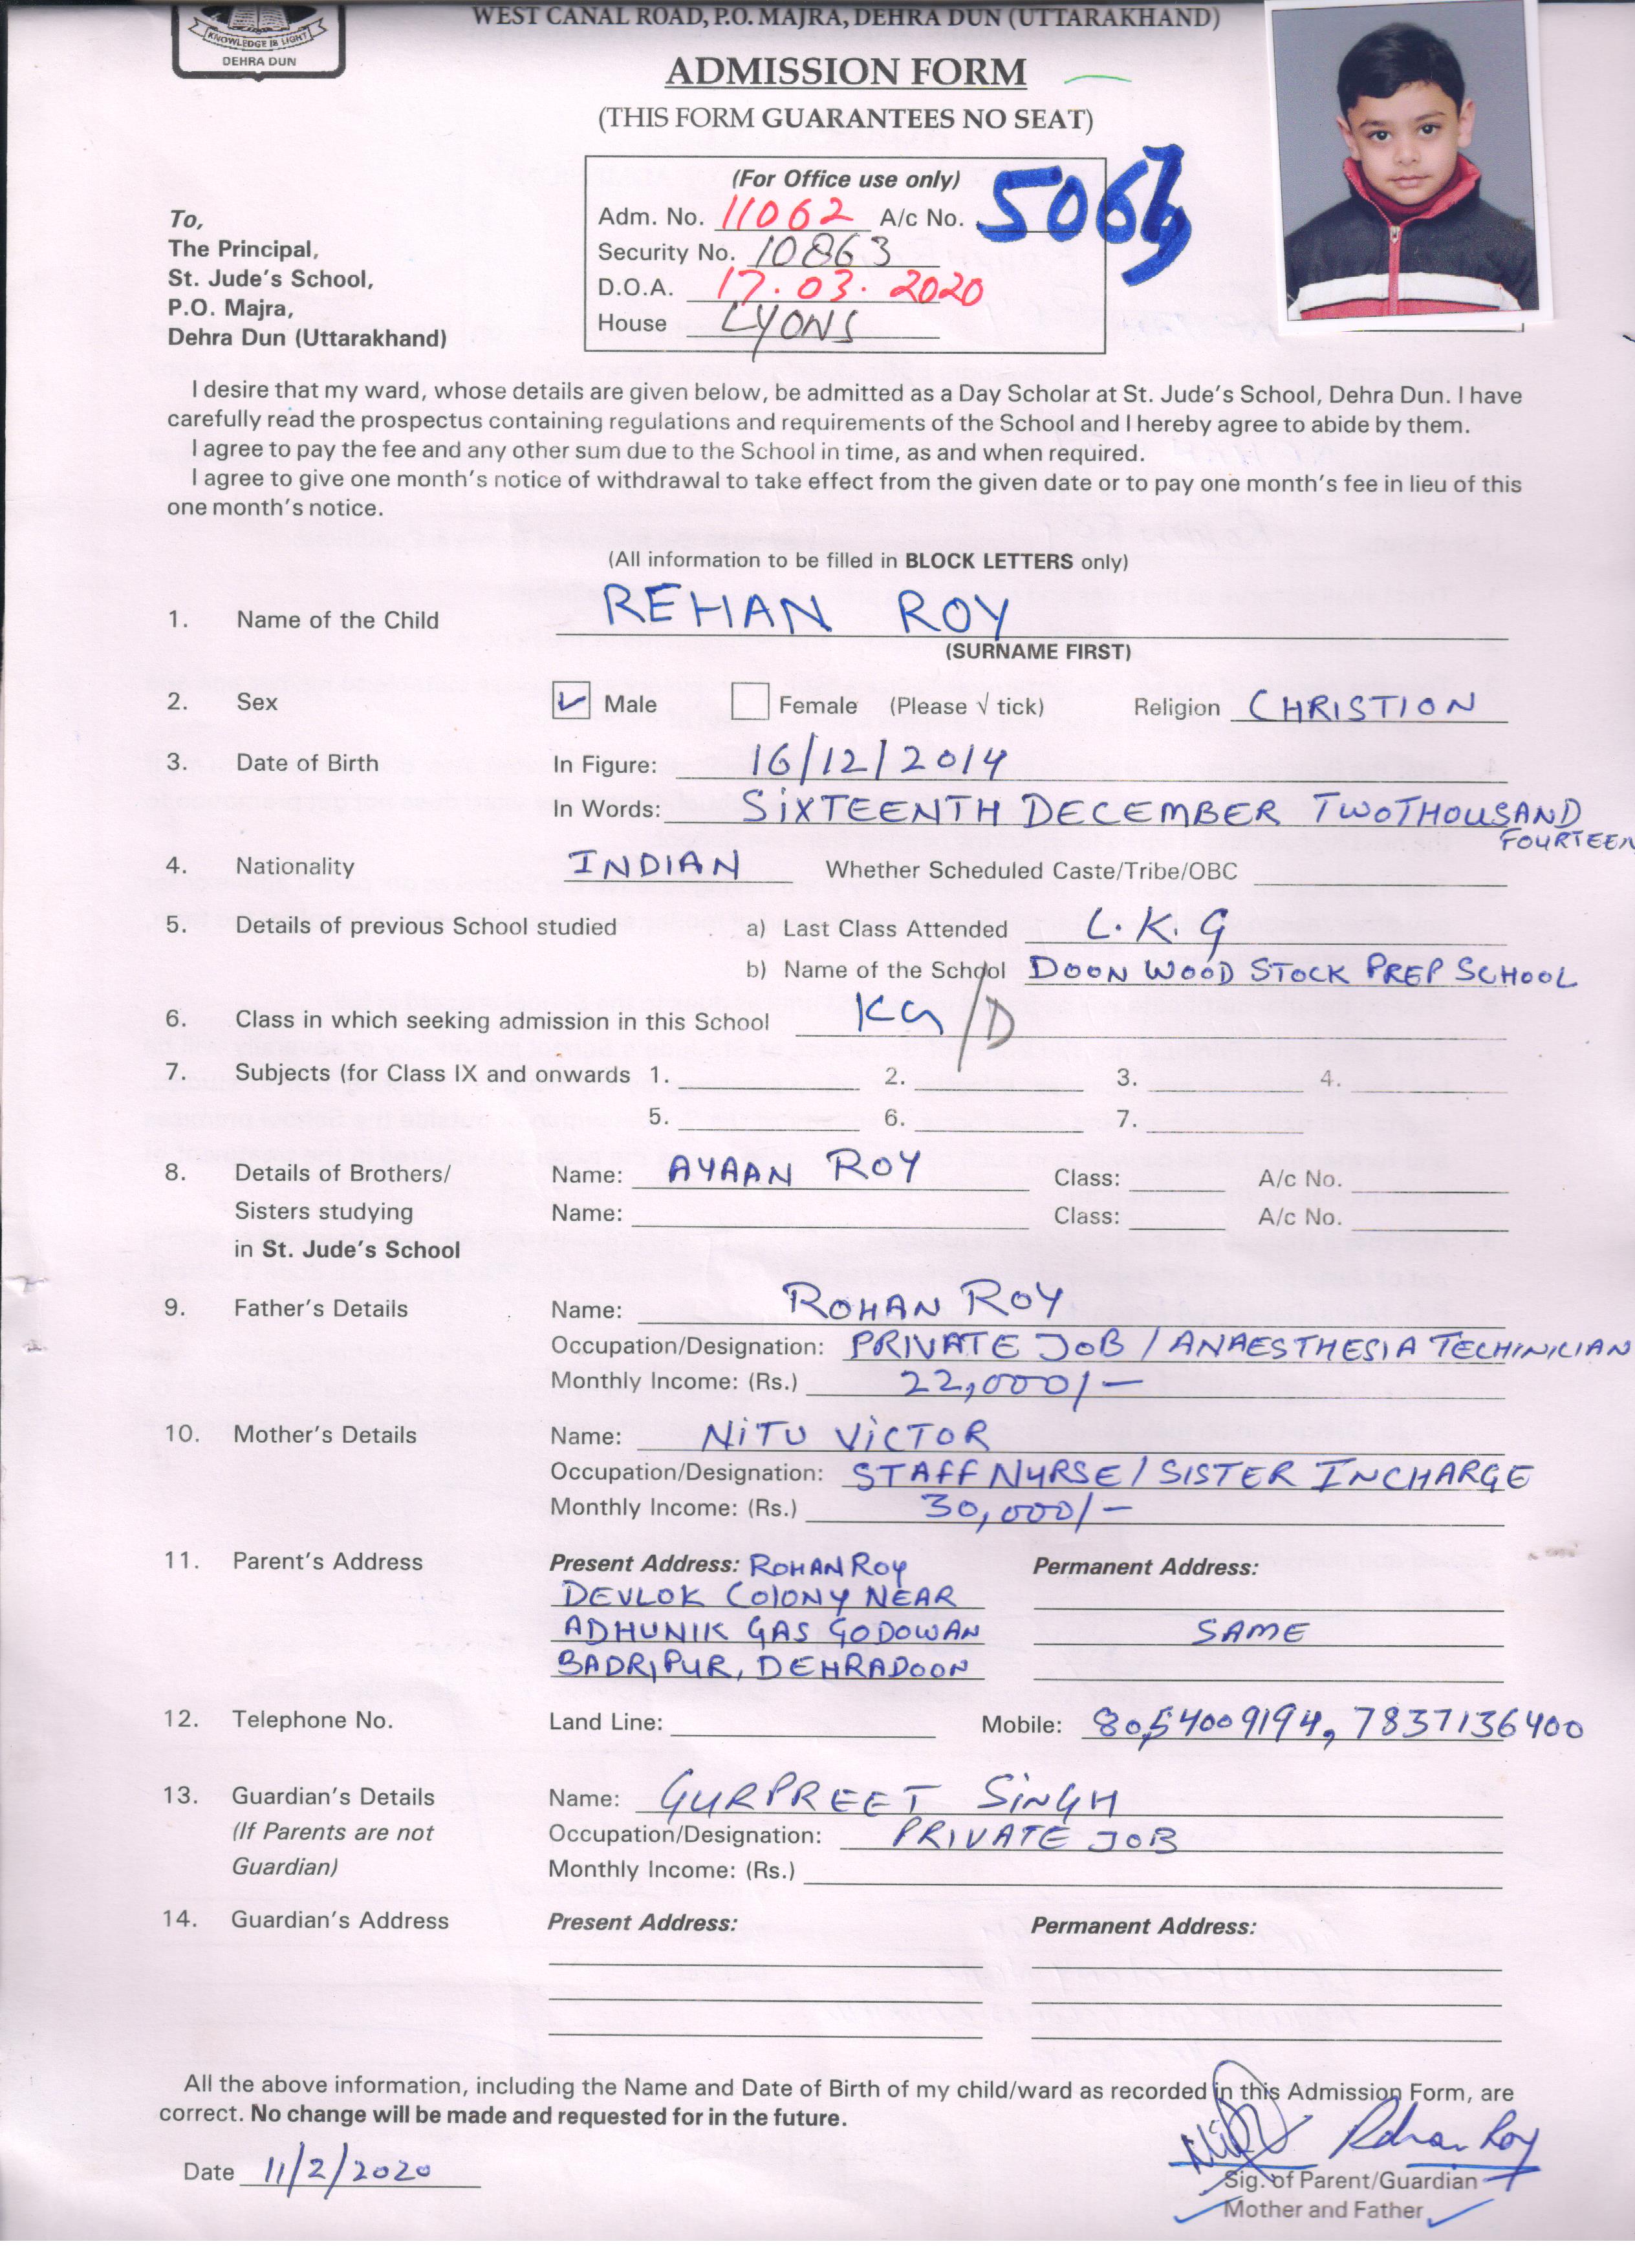 WEST CANAL ROAD, P.O. MAJRA, DEHRA DUN (UTTARAKHAND)
KNOWLEDGE IS LIGHT
DEHRA DUN
ADMISSION FORM
(THIS FORM GUARANTEES NO SEAT)
(For Office use only)
Adm. No. 11062 A/c No.
Security No. 10863
D.O.A. 17.03.2020
House LYONS
To,
The Principal,
St. Jude's School,
P.O. Majra,
Dehra Dun (Uttarakhand)
I desire that my ward, whose details are given below, be admitted as a Day Scholar at St. Jude's School, Dehra Dun. I have
carefully read the prospectus containing regulations and requirements of the School and I hereby agree to abide by them.
I agree to pay the fee and any other sum due to the School in time, as and when required.
I agree to give one month's notice of withdrawal to take effect from the given date or to pay one month's fee in lieu of this
one month's notice.
(All information to be filled in BLOCK LETTERS only)
1. Name of the Child REHAN ROY
(SURNAME FIRST)
2. Sex Male Female (Please √ tick) Religion CHRISTION
3. Date of Birth In Figure: 16/12/2014
In Words: SIXTEENTH DECEMBER TWOTHOUSAND
FOURTEEN
4. Nationality INDIAN Whether Scheduled Caste/Tribe/OBC
5. Details of previous School studied a) Last Class Attended L.K.G
b) Name of the School DOON WOOD STOCK PREP SCHOOL
6. Class in which seeking admission in this School KG/D
7. Subjects (for Class IX and onwards 1. 2. 3. 4.
5. 6. 7.
8. Details of Brothers/ Name: AYAAN ROY Class: A/c No.
Sisters studying Name: Class: A/c No.
in St. Jude's School
9. Father's Details Name: ROHAN ROY
Occupation/Designation: PRIVATE JOB / ANAESTHESIA TECHINICIAN
Monthly Income: (Rs.) 22,000/-
10. Mother's Details Name: NITU VICTOR
Occupation/Designation: STAFF NURSE / SISTER INCHARGE
Monthly Income: (Rs.) 30,000/-
11. Parent's Address Present Address: ROHAN ROY Permanent Address:
DEVLOK COLONY NEAR
ADHUNIK GAS GODOWAN SAME
BADRIPUR, DEHRADOON
12. Telephone No. Land Line: Mobile: 8054009194, 7837136400
13. Guardian's Details Name: GURPREET SINGH
(If Parents are not Occupation/Designation: PRIVATE JOB
Guardian) Monthly Income: (Rs.)
14. Guardian's Address Present Address: Permanent Address:
All the above information, including the Name and Date of Birth of my child/ward as recorded in this Admission Form, are
correct. No change will be made and requested for in the future.
Rohan Roy
Date 11/2/2020
Sig. of Parent/Guardian
Mother and Father